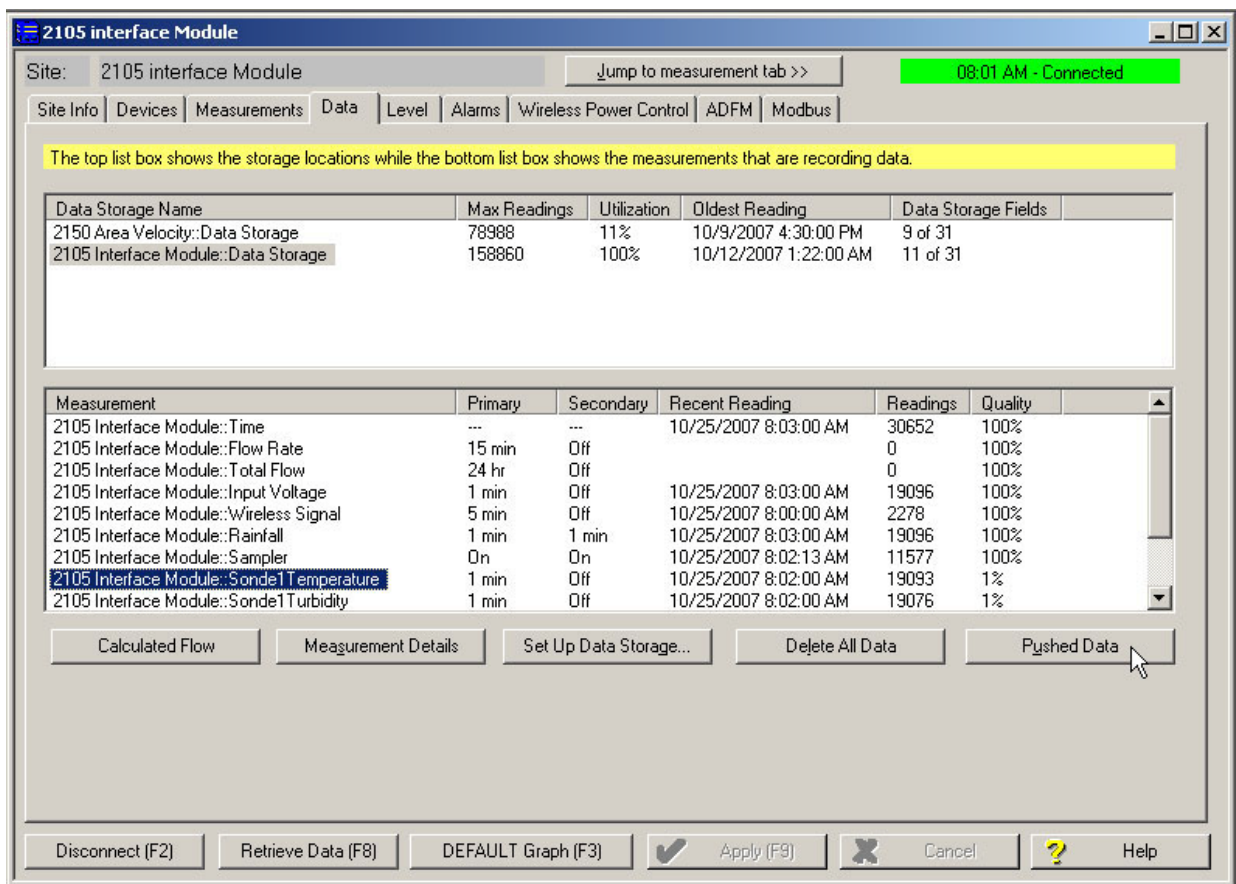 2105 interface Module
Site: 2105 interface Module Jump to measurement tab >> 08:01 AM - Connected
Site Info Devices Measurements Data Level Alarms Wireless Power Control ADFM Modbus
The top list box shows the storage locations while the bottom list box shows the measurements that are recording data.
Data Storage Name Max Readings Utilization Oldest Reading Data Storage Fields
2150 Area Velocity::Data Storage 78988 11% 10/9/2007 4:30:00 PM 9 of 31
2105 Interface Module::Data Storage 158860 100% 10/12/2007 1:22:00 AM 11 of 31
Measurement Primary Secondary Recent Reading Readings Quality
2105 Interface Module::Time --- --- 10/25/2007 8:03:00 AM 30652 100%
2105 Interface Module::Flow Rate 15 min Off 0 100%
2105 Interface Module::Total Flow 24 hr Off 0 100%
2105 Interface Module::Input Voltage 1 min Off 10/25/2007 8:03:00 AM 19096 100%
2105 Interface Module::Wireless Signal 5 min Off 10/25/2007 8:00:00 AM 2278 100%
2105 Interface Module::Rainfall 1 min 1 min 10/25/2007 8:03:00 AM 19096 100%
2105 Interface Module::Sampler On On 10/25/2007 8:02:13 AM 11577 100%
2105 Interface Module::Sonde1Temperature 1 min Off 10/25/2007 8:02:00 AM 19093 1%
2105 Interface Module::Sonde1Turbidity 1 min Off 10/25/2007 8:02:00 AM 19076 1%
Calculated Flow Measurement Details Set Up Data Storage... Delete All Data Pushed Data
Disconnect (F2) Retrieve Data (F8) DEFAULT Graph (F3) Apply (F9) Cancel Help